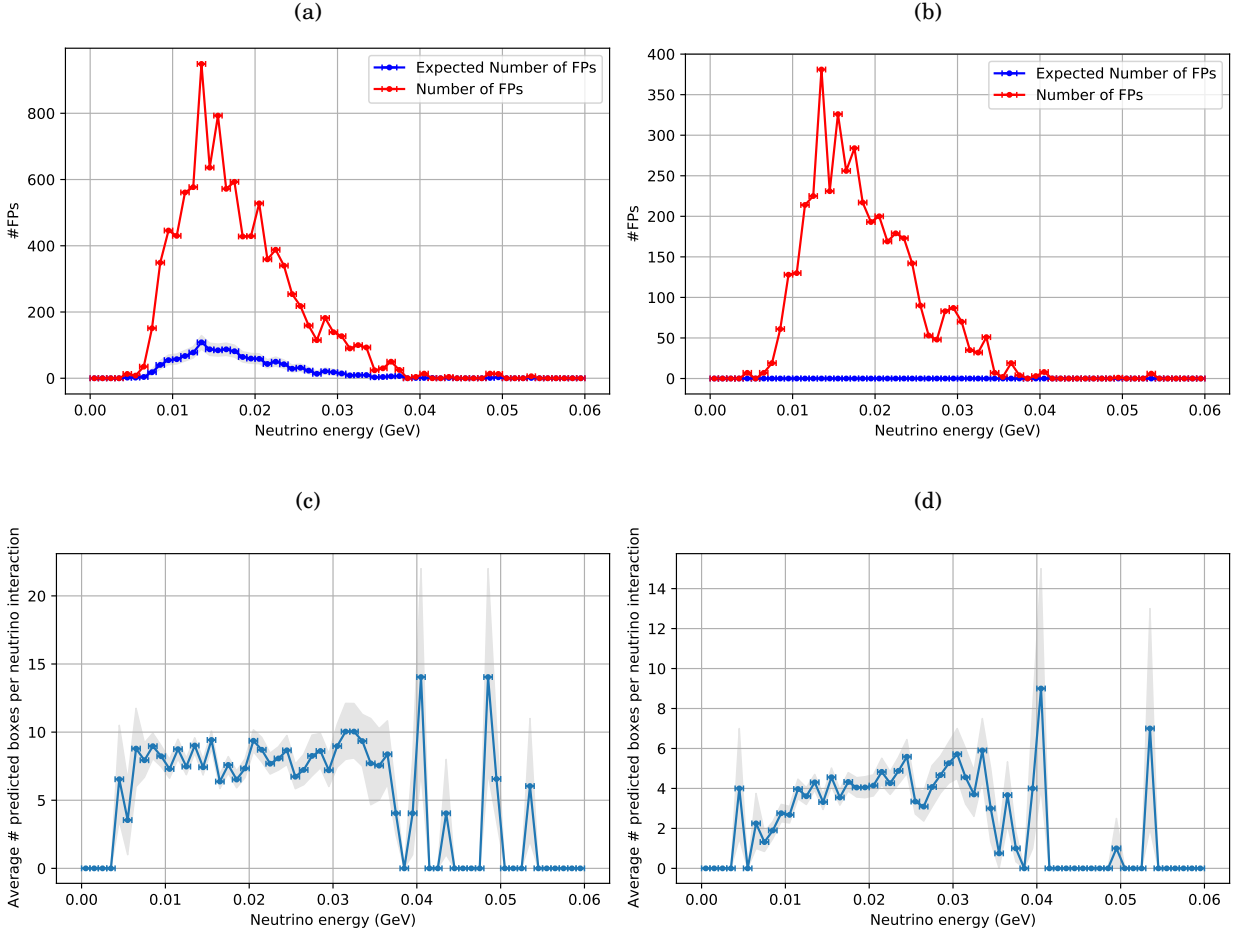 (a)
(b)
Expected Number of FPs
Number of FPs
#FPs
800
600
400
200
0
0.00 0.01 0.02 0.03 0.04 0.05 0.06
Neutrino energy (GeV)
Expected Number of FPs
Number of FPs
#FPs
400
350
300
250
200
150
100
50
0
0.00 0.01 0.02 0.03 0.04 0.05 0.06
Neutrino energy (GeV)
(c)
(d)
Average # predicted boxes per neutrino interaction
20
15
10
5
0
0.00 0.01 0.02 0.03 0.04 0.05 0.06
Neutrino energy (GeV)
Average # predicted boxes per neutrino interaction
14
12
10
8
6
4
2
0
0.00 0.01 0.02 0.03 0.04 0.05 0.06
Neutrino energy (GeV)